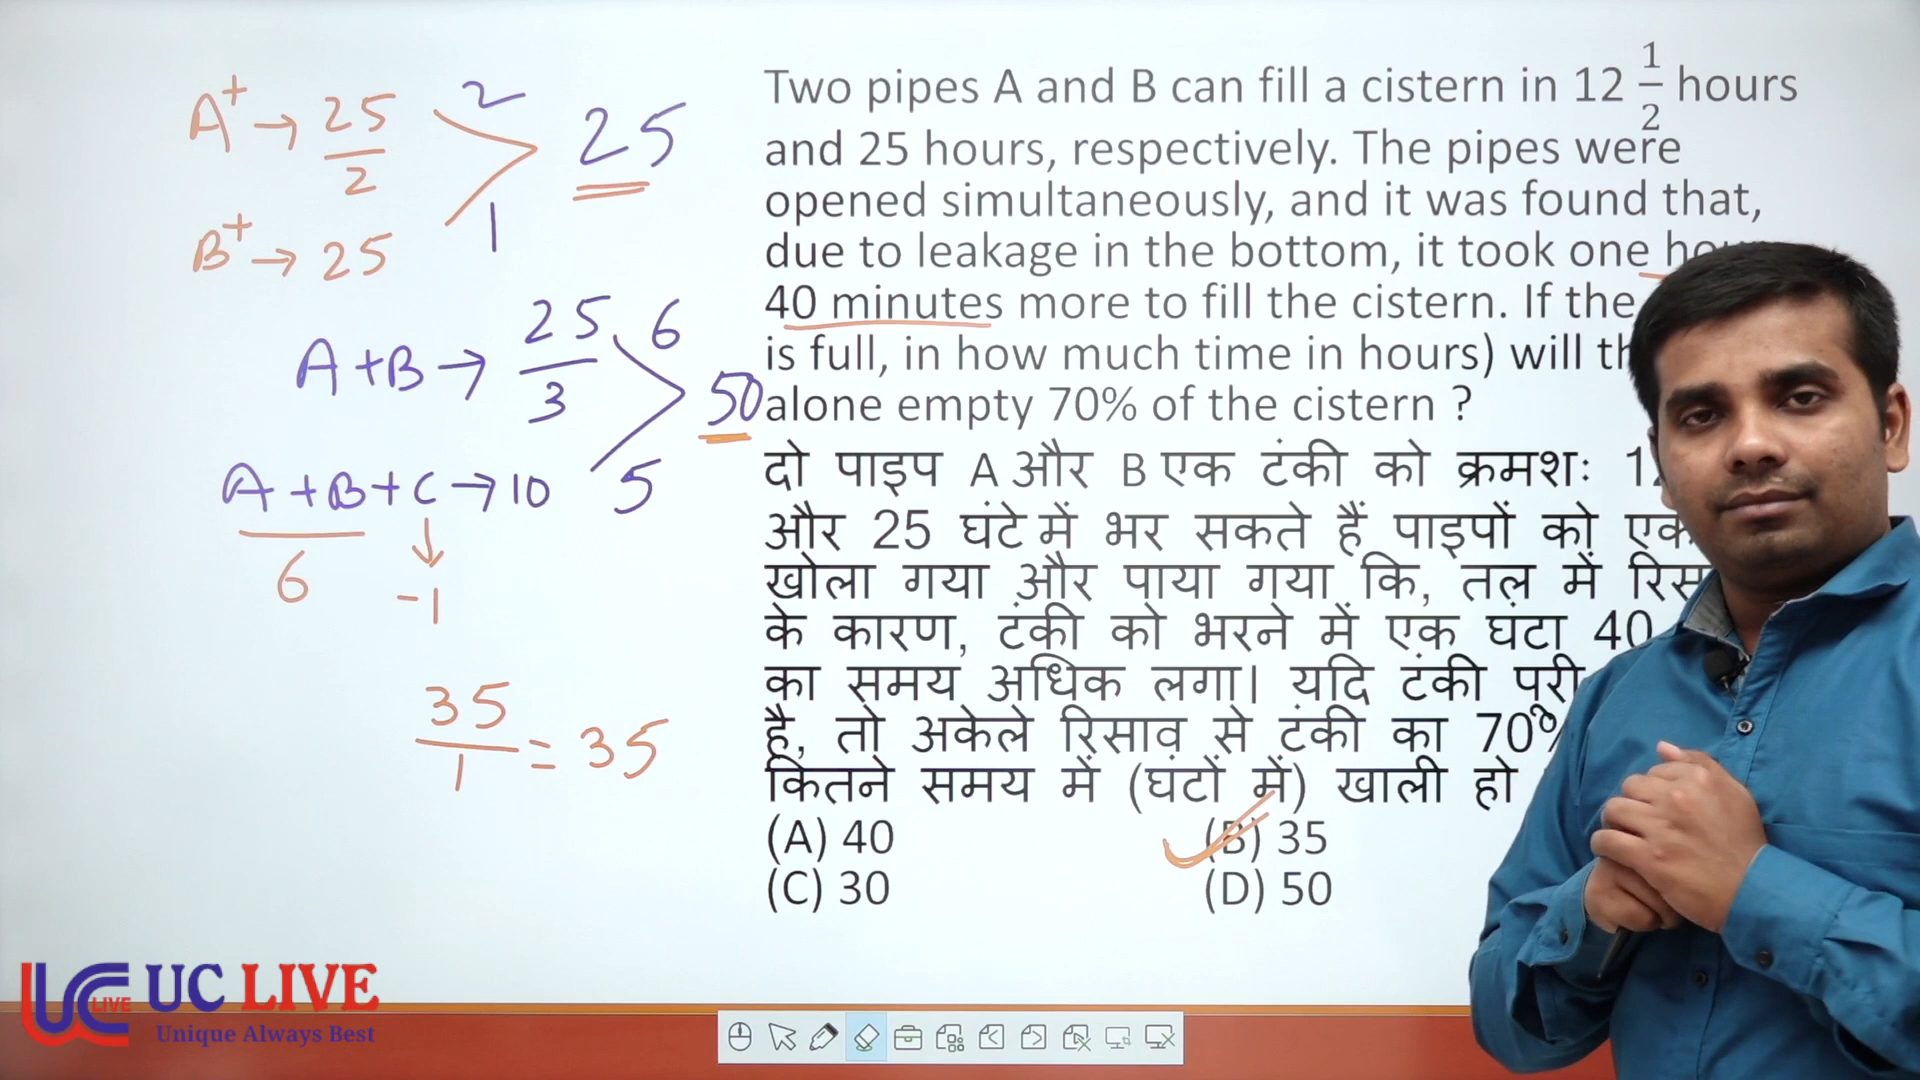 A⁺ → 25/2
2
25
B⁺ → 25
1
A + B → 25/3
6
50
A + B + C → 10
5
6
-1
35/1 = 35
Two pipes A and B can fill a cistern in 12 1/2 hours
and 25 hours, respectively. The pipes were
opened simultaneously, and it was found that,
due to leakage in the bottom, it took one
40 minutes more to fill the cistern. If the
is full, in how much time in hours) will
alone empty 70% of the cistern ?
दो पाइप A और B एक टंकी को क्रमशः
और 25 घंटे में भर सकते हैं पाइपों को
खोला गया और पाया गया कि, तल में
के कारण, टंकी को भरने में एक घंटा 40
का समय अधिक लगा। यदि टंकी पूरी
है, तो अकेले रिसाव से टंकी का 70%
कितने समय में (घंटों में) खाली हो
(A) 40
(B) 35
(C) 30
(D) 50
UC LIVE
UC LIVE
Unique Always Best